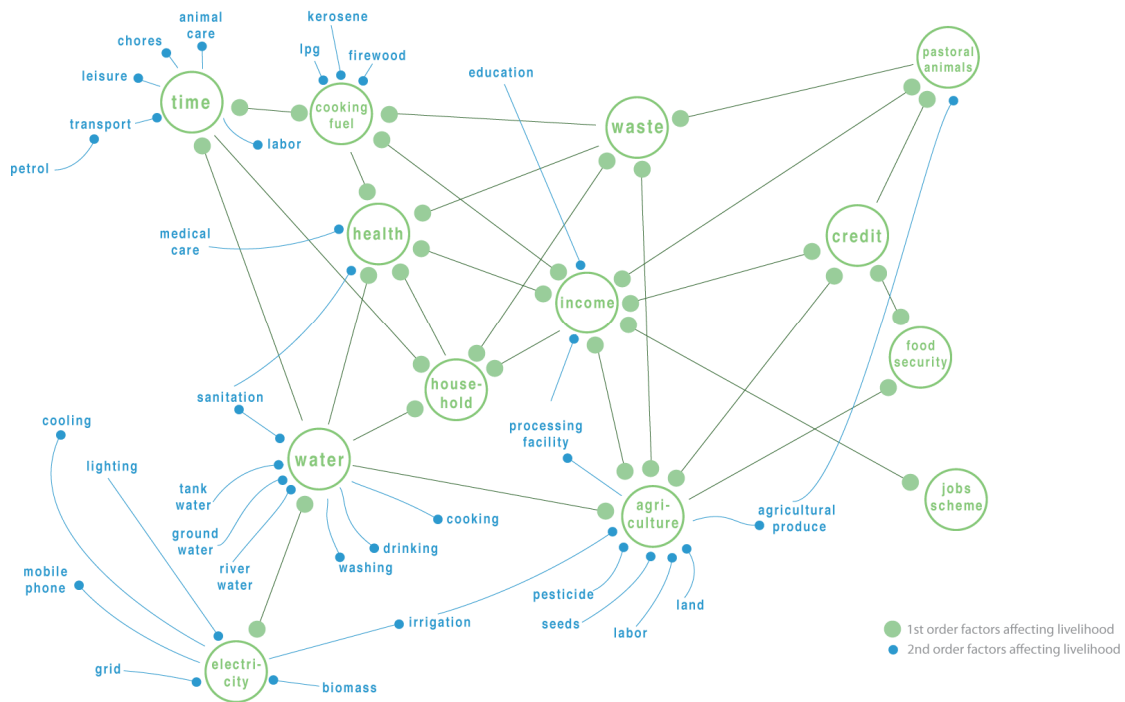 animal
care
kerosene
chores
lpg
firewood
pastoral
animals
leisure
education
time
cooking
fuel
waste
transport
labor
petrol
medical
care
health
credit
income
food
security
house-
hold
sanitation
cooling
processing
facility
lighting
water
tank
water
jobs
scheme
agri-
culture
agricultural
produce
cooking
ground
water
drinking
river
water
washing
mobile
phone
pesticide
land
seeds
labor
irrigation
1st order factors affecting livelihood
2nd order factors affecting livelihood
electri-
city
grid
biomass